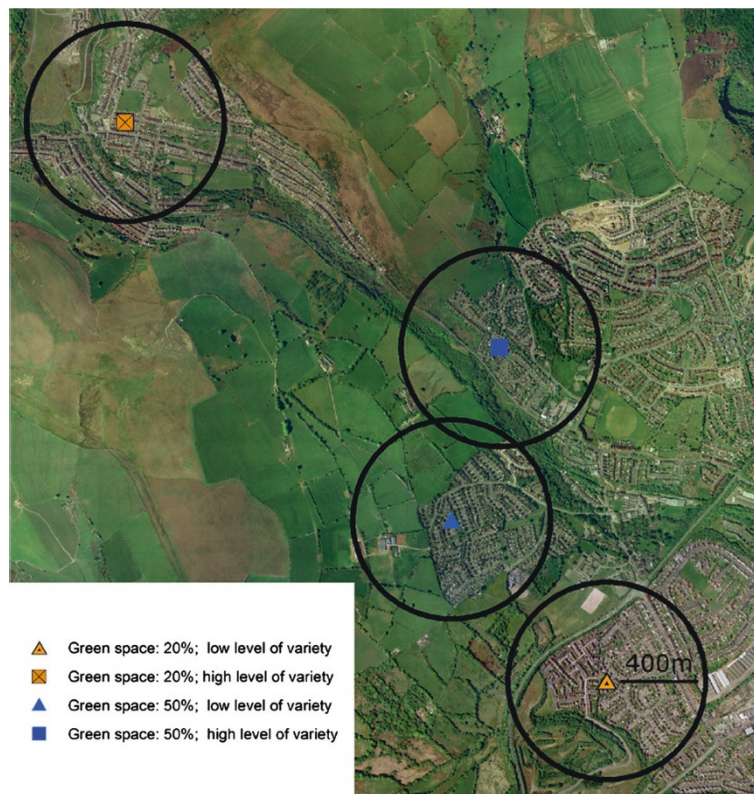 400m
Green space: 20%; low level of variety
Green space: 20%; high level of variety
Green space: 50%; low level of variety
Green space: 50%; high level of variety